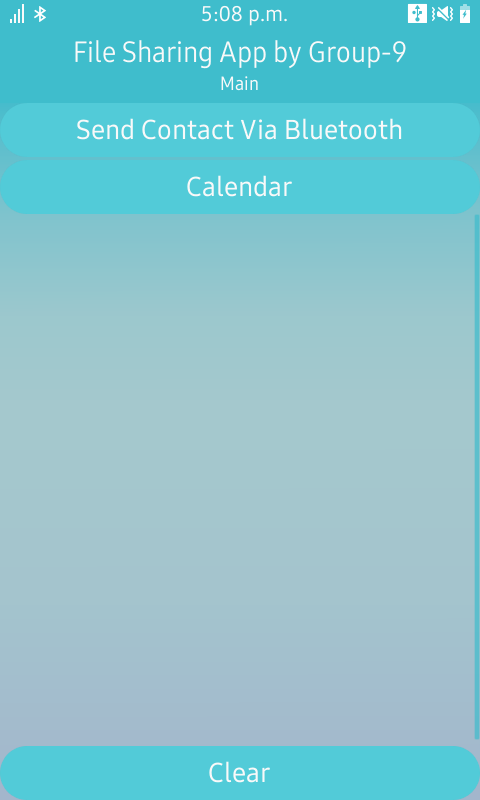 5:08 p.m.
File Sharing App by Group-9
Main
Send Contact Via Bluetooth
Calendar
Clear